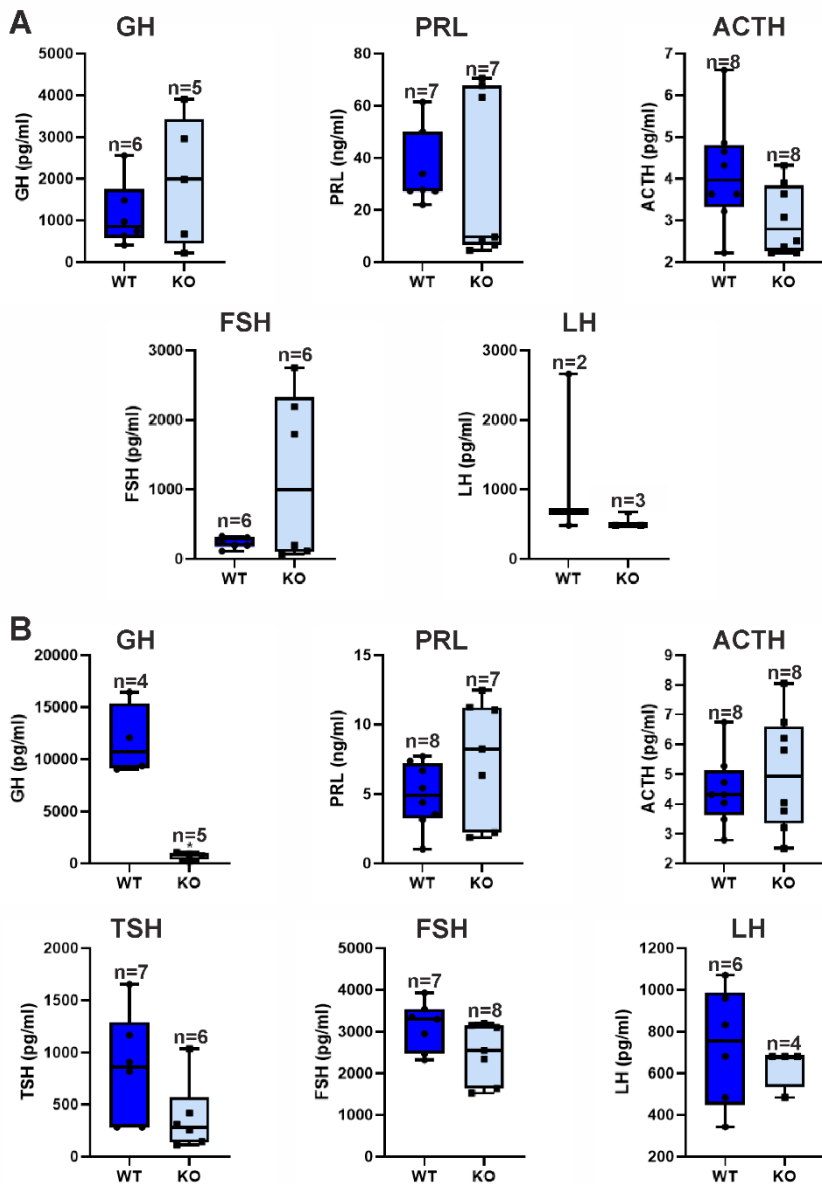 A
GH
GH (pg/ml)
5000
4000
3000
2000
1000
0
n=6
n=5
WT
KO
PRL
PRL (ng/ml)
80
60
40
20
0
n=7
n=7
WT
KO
ACTH
ACTH (pg/ml)
7
6
5
4
3
2
n=8
n=8
WT
KO
FSH
FSH (pg/ml)
3000
2000
1000
0
n=6
n=6
WT
KO
LH
LH (pg/ml)
3000
2000
1000
0
n=2
n=3
WT
KO
B
GH
GH (pg/ml)
20000
15000
10000
5000
0
n=4
n=5
*
WT
KO
PRL
PRL (ng/ml)
15
10
5
0
n=8
n=7
WT
KO
ACTH
ACTH (pg/ml)
9
8
7
6
5
4
3
2
n=8
n=8
WT
KO
TSH
TSH (pg/ml)
2000
1500
1000
500
0
n=7
n=6
WT
KO
FSH
FSH (pg/ml)
5000
4000
3000
2000
1000
0
n=7
n=8
WT
KO
LH
LH (pg/ml)
1200
1000
800
600
400
200
n=6
n=4
WT
KO